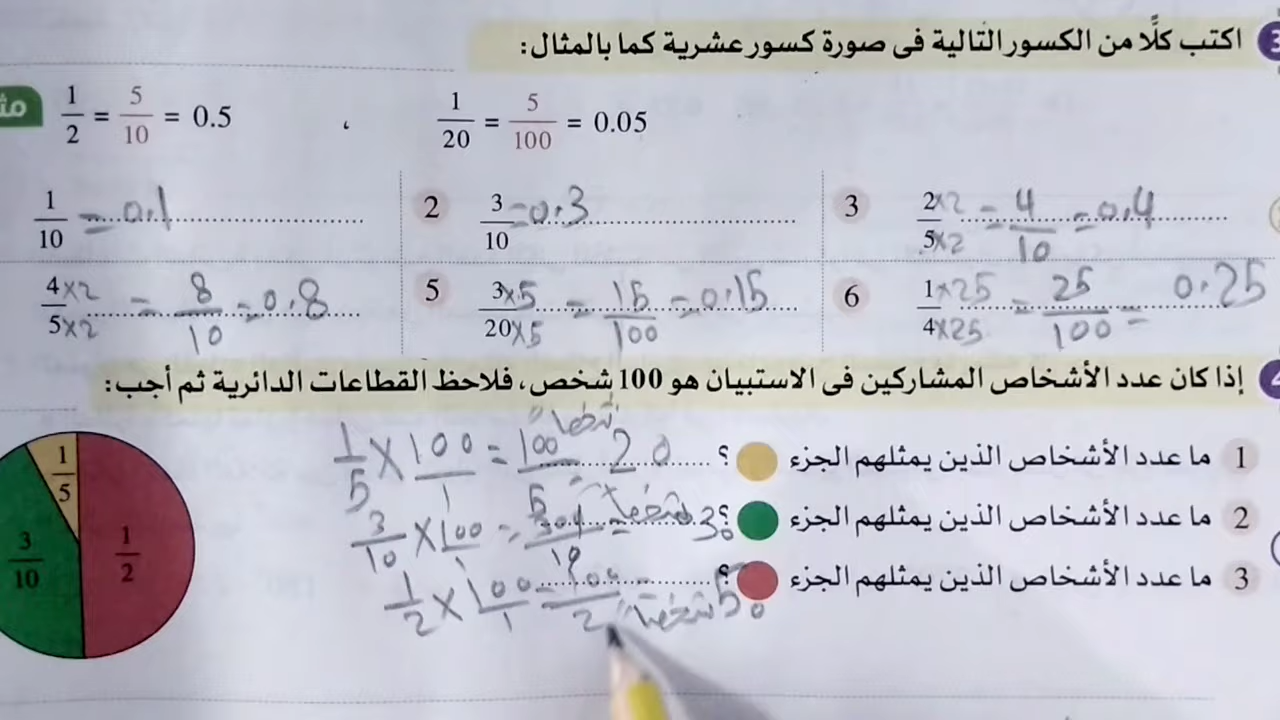 3 اكتب كلًّا من الكسور التالية فى صورة كسور عشرية كما بالمثال:
1/2 = 5/10 = 0.5 ، 1/20 = 5/100 = 0.05
1/10 = 0.1 2 3/10 = 0.3 3 2×2/5×2 = 4/10 = 0.4
4×2/5×2 = 8/10 = 0.8 5 3×5/20×5 = 15/100 = 0.15 6 1×25/4×25 = 25/100 = 0.25
4 إذا كان عدد الأشخاص المشاركين فى الاستبيان هو 100 شخص، فلاحظ القطاعات الدائرية ثم أجب:
1 ما عدد الأشخاص الذين يمثلهم الجزء ؟ 1/5 × 100/1 = 100/5 = 20 شخصًا
2 ما عدد الأشخاص الذين يمثلهم الجزء ؟ 3/10 × 100/1 = = 30 شخصًا
3 ما عدد الأشخاص الذين يمثلهم الجزء ؟ 1/2 × 100/1 = 100/2 = 50 شخصًا
1/5
3/10
1/2